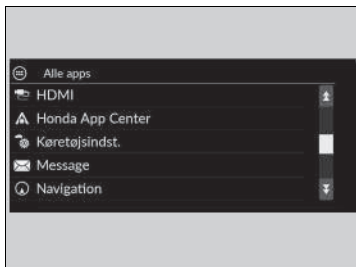 Alle apps
HDMI
Honda App Center
Køretøjsindst.
Message
Navigation